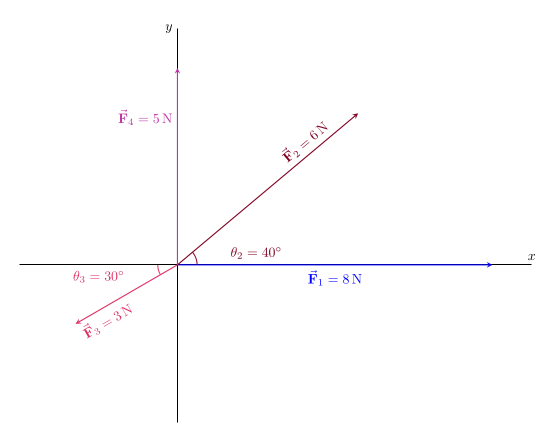 y
F⃗₄ = 5 N
F⃗₂ = 6 N
θ₂ = 40°
x
θ₃ = 30°
F⃗₁ = 8 N
F⃗₃ = 3 N